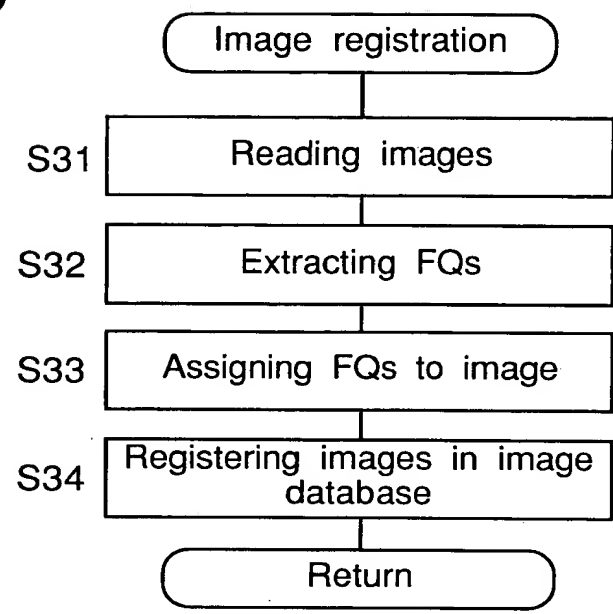 Image registration
S31 Reading images
S32 Extracting FQs
S33 Assigning FQs to image
S34 Registering images in image
database
Return